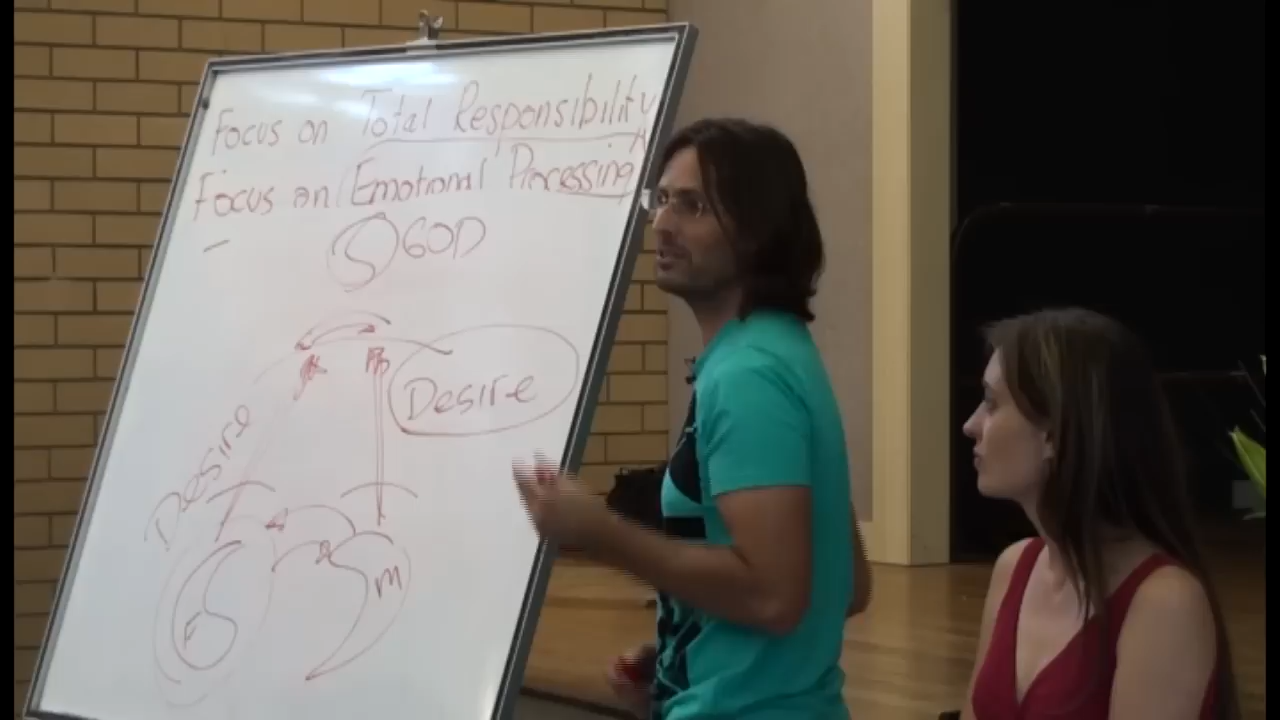 Focus on Total Responsibility
Focus on Emotional Processing
GOD
Desire
Desire
F
M